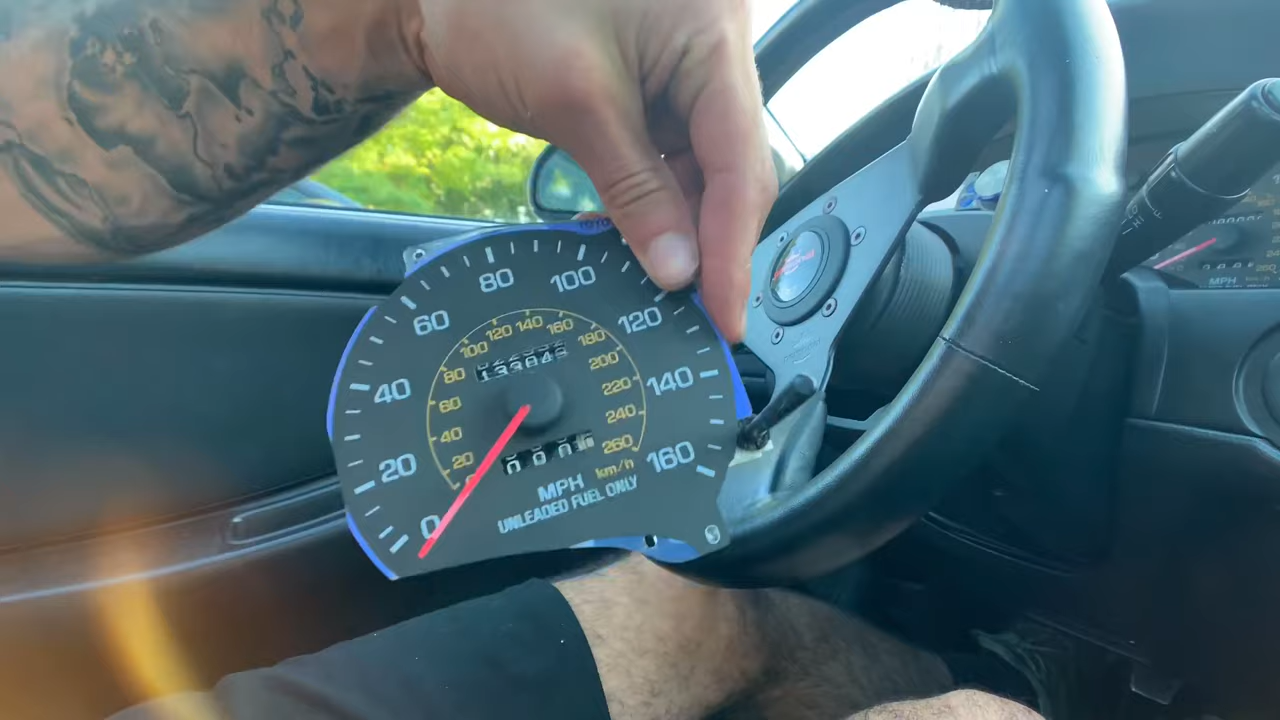 80 100
60 120
120 140 160
100 180
80 200
40 140
60 220
40 240
20 260 160
20 km/h
MPH
UNLEADED FUEL ONLY
0
MPH